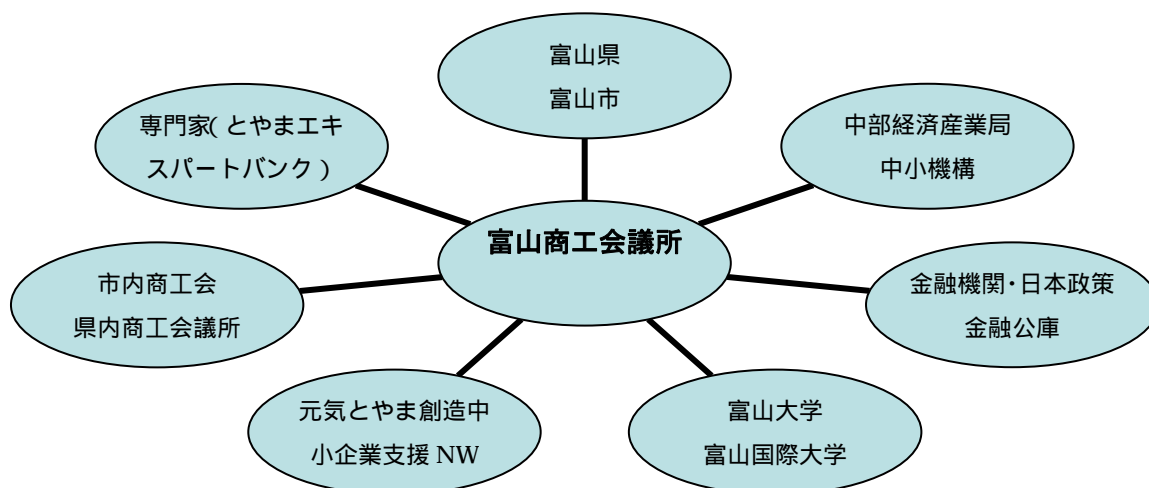 富山県
富山市
専門家(とやまエキ
スパートバンク)
中部経済産業局
中小機構
富山商工会議所
市内商工会
県内商工会議所
金融機関・日本政策
金融公庫
元気とやま創造中
小企業支援 NW
富山大学
富山国際大学